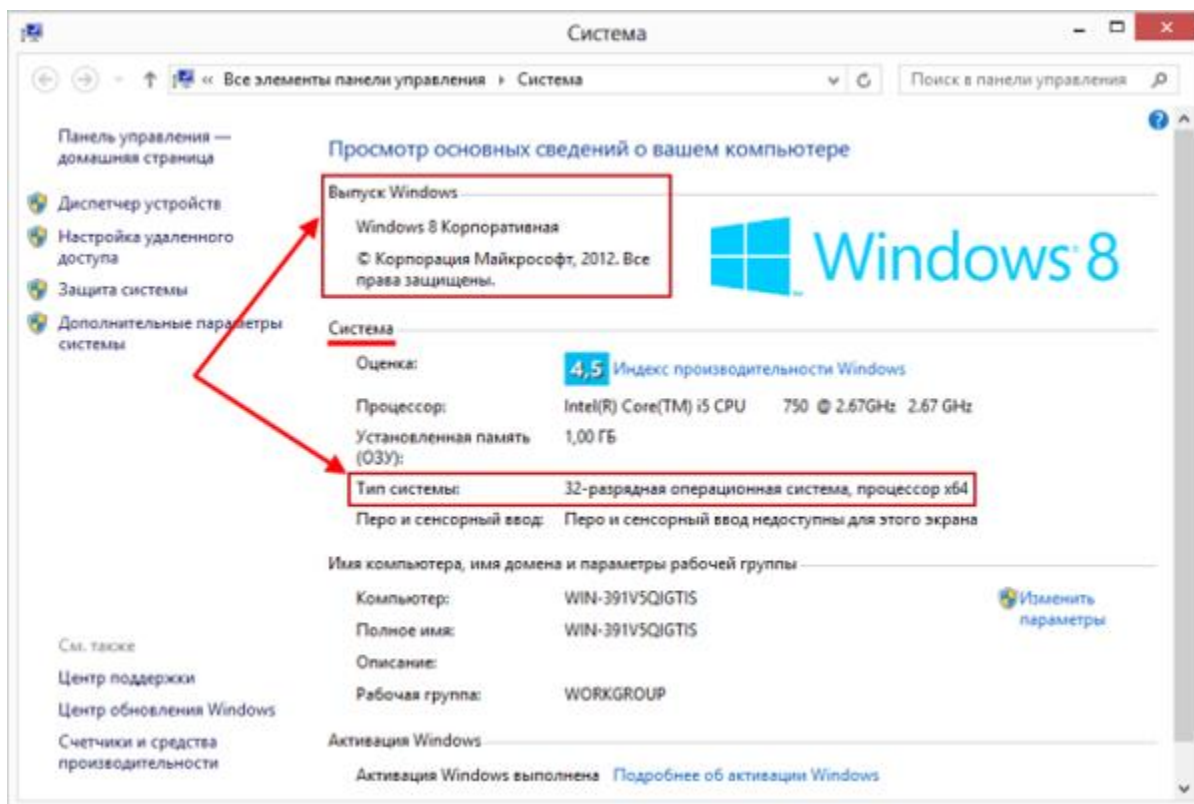 Система
« Все элементы панели управления ▸ Система
Поиск в панели управления
Панель управления —
домашняя страница
Диспетчер устройств
Настройка удаленного
доступа
Защита системы
Дополнительные параметры
системы
Просмотр основных сведений о вашем компьютере
Выпуск Windows
Windows 8 Корпоративная
© Корпорация Майкрософт, 2012. Все
права защищены.
Windows 8
Система
Оценка:
4,5 Индекс производительности Windows
Процессор:
Intel(R) Core(TM) i5 CPU 750 @ 2.67GHz 2.67 GHz
Установленная память
(ОЗУ):
1,00 ГБ
Тип системы:
32-разрядная операционная система, процессор x64
Перо и сенсорный ввод:
Перо и сенсорный ввод недоступны для этого экрана
Имя компьютера, имя домена и параметры рабочей группы
Компьютер:
WIN-391V5QIGTIS
Изменить
параметры
Полное имя:
WIN-391V5QIGTIS
Описание:
Рабочая группа:
WORKGROUP
Активация Windows
Активация Windows выполнена Подробнее об активации Windows
См. также
Центр поддержки
Центр обновления Windows
Счетчики и средства
производительности